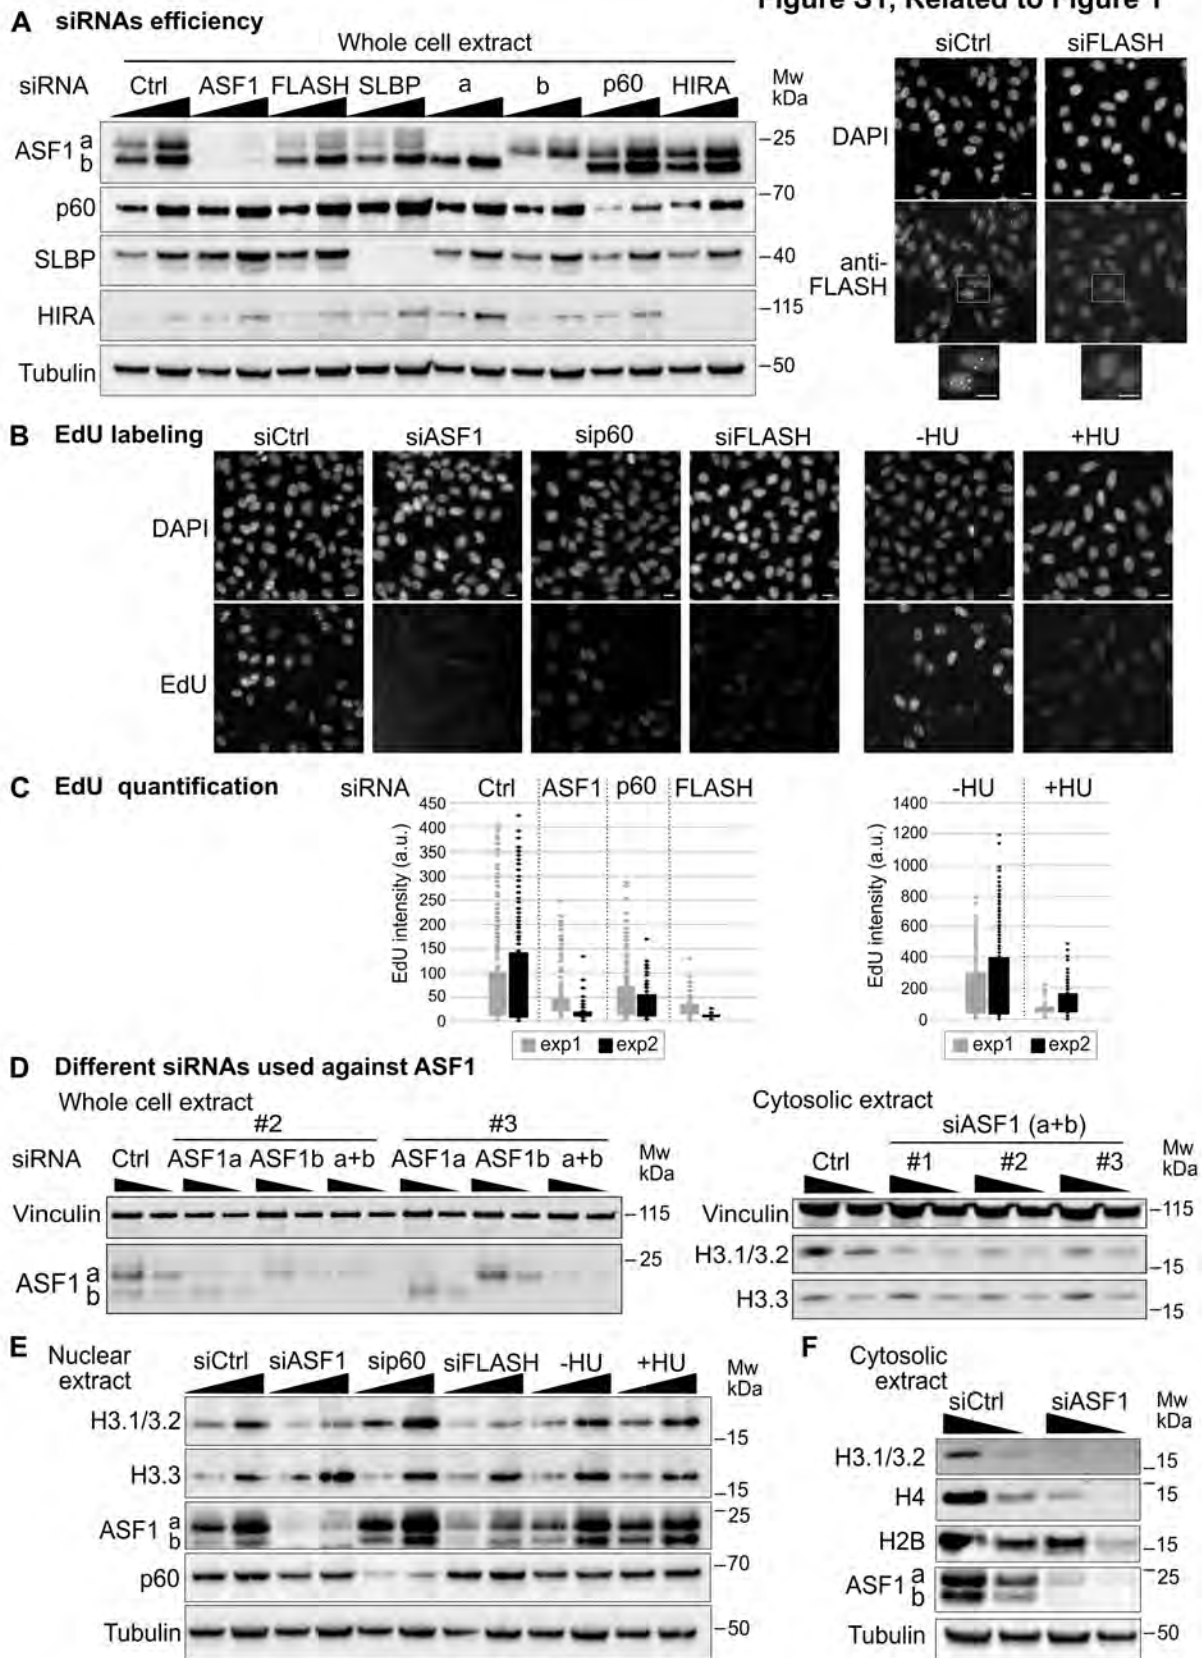 Figure S1, Related to Figure 1
A siRNAs efficiency
Whole cell extract
siRNA Ctrl ASF1 FLASH SLBP a b p60 HIRA Mw kDa
ASF1 a b –25
p60 –70
SLBP –40
HIRA –115
Tubulin –50
siCtrl siFLASH
DAPI
anti-FLASH
B EdU labeling
siCtrl siASF1 sip60 siFLASH -HU +HU
DAPI
EdU
C EdU quantification
siRNA Ctrl ASF1 p60 FLASH
EdU intensity (a.u.)
450
400
350
300
250
200
150
100
50
0
exp1 exp2
-HU +HU
EdU intensity (a.u.)
1400
1200
1000
800
600
400
200
0
exp1 exp2
D Different siRNAs used against ASF1
Whole cell extract
#2 #3
siRNA Ctrl ASF1a ASF1b a+b ASF1a ASF1b a+b Mw kDa
Vinculin –115
ASF1 a b –25
Cytosolic extract
siASF1 (a+b)
Ctrl #1 #2 #3 Mw kDa
Vinculin –115
H3.1/3.2 –15
H3.3 –15
E Nuclear extract
siCtrl siASF1 sip60 siFLASH -HU +HU Mw kDa
H3.1/3.2 –15
H3.3 –15
ASF1 a b –25
p60 –70
Tubulin –50
F Cytosolic extract
siCtrl siASF1 Mw kDa
H3.1/3.2 –15
H4 –15
H2B –15
ASF1 a b –25
Tubulin –50